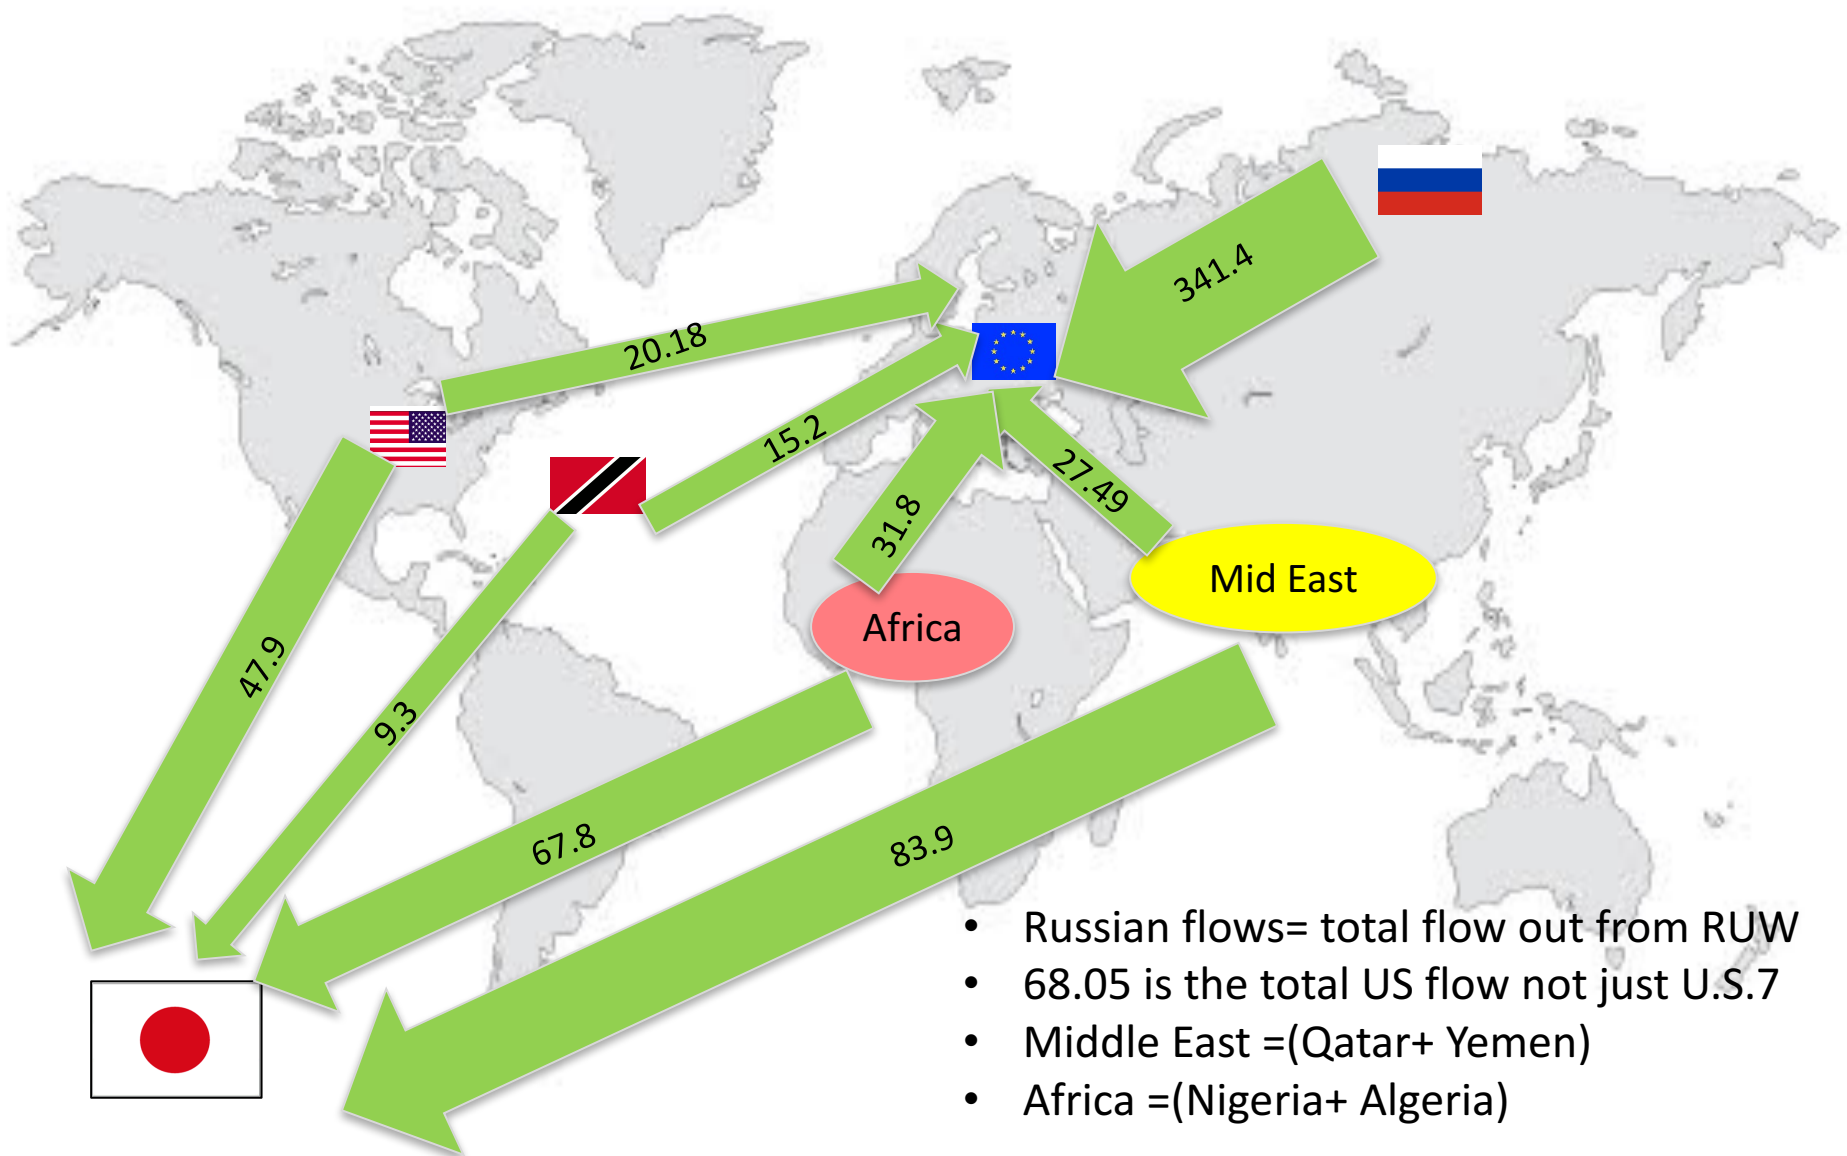 341.4
20.18
15.2
27.49
31.8
Mid East
Africa
47.9
9.3
67.8
83.9
• Russian flows= total flow out from RUW
• 68.05 is the total US flow not just U.S.7
• Middle East =(Qatar+ Yemen)
• Africa =(Nigeria+ Algeria)